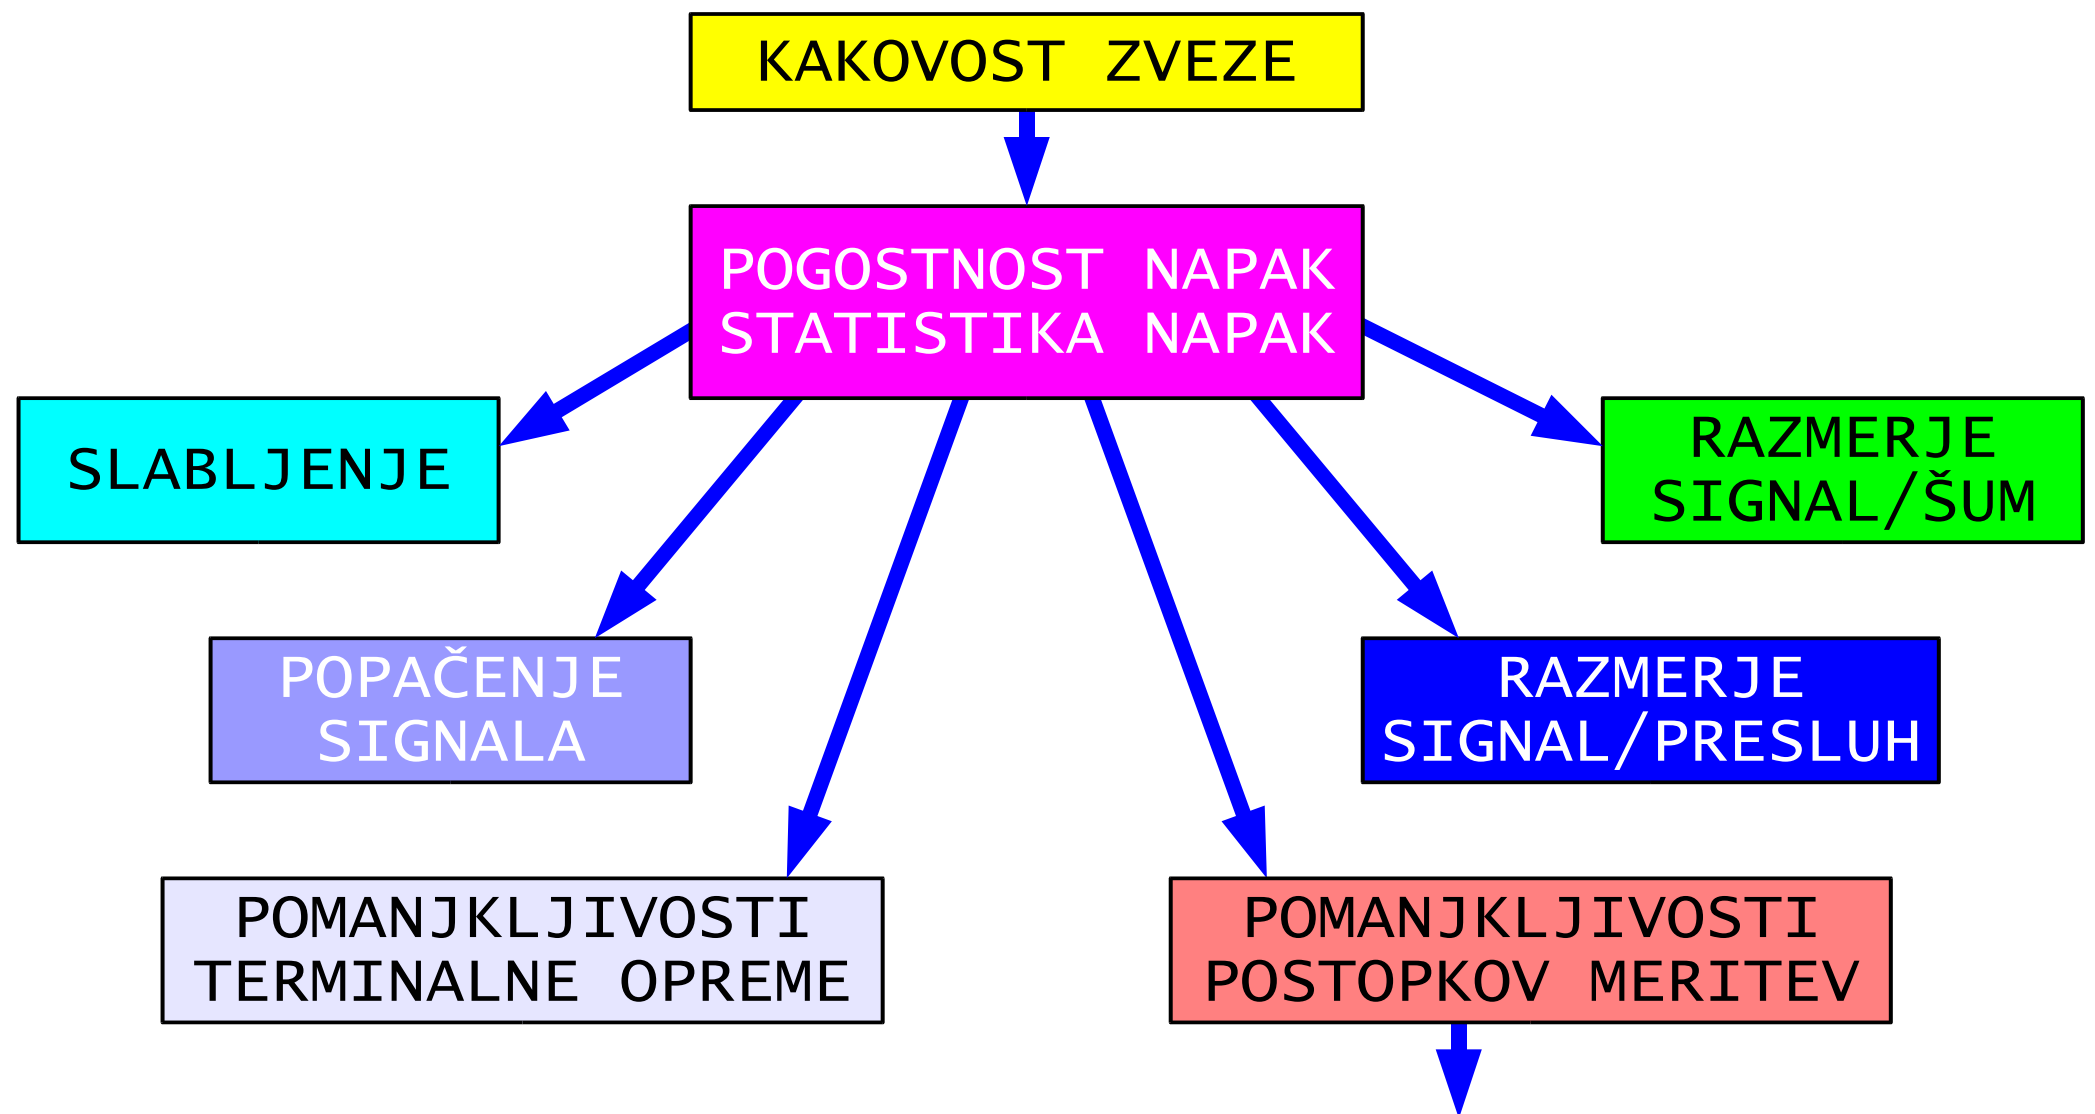 KAKOVOST ZVEZE
POGOSTNOST NAPAK
STATISTIKA NAPAK
SLABLJENJE
RAZMERJE
SIGNAL/ŠUM
POPAČENJE
SIGNALA
RAZMERJE
SIGNAL/PRESLUH
POMANJKLJIVOSTI
TERMINALNE OPREME
POMANJKLJIVOSTI
POSTOPKOV MERITEV